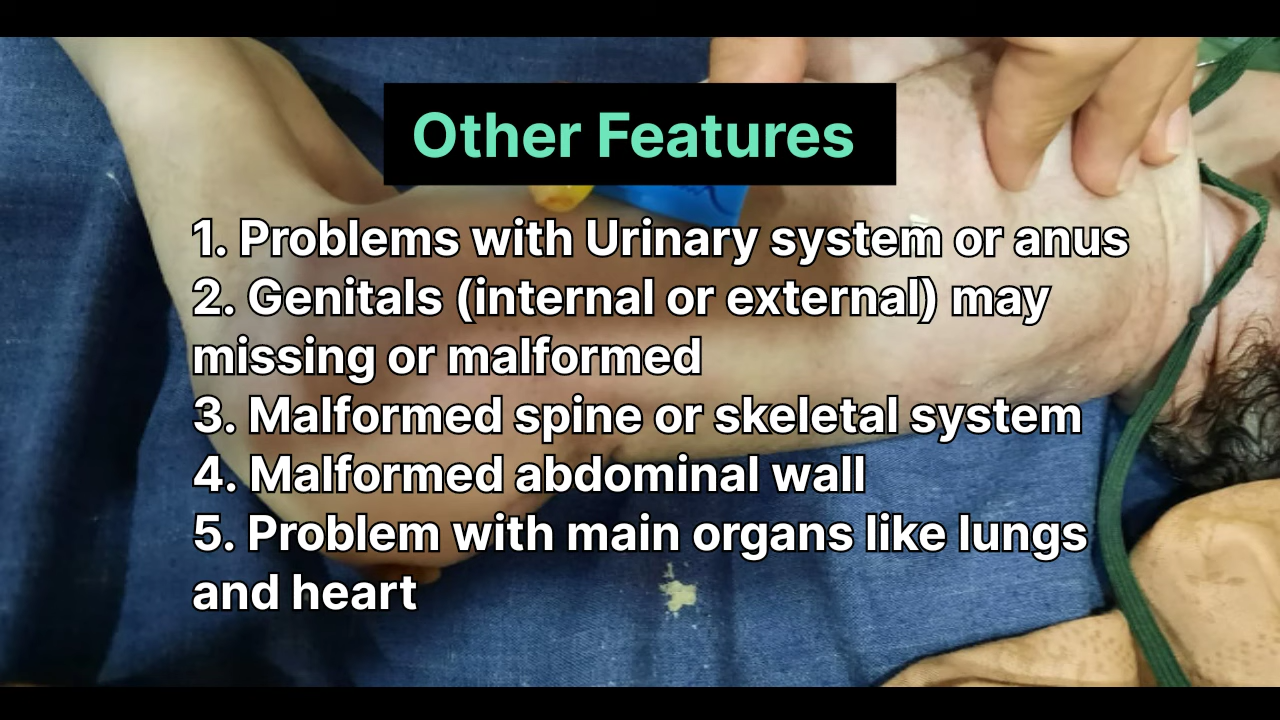 Other Features
1. Problems with Urinary system or anus
2. Genitals (internal or external) may
missing or malformed
3. Malformed spine or skeletal system
4. Malformed abdominal wall
5. Problem with main organs like lungs
and heart